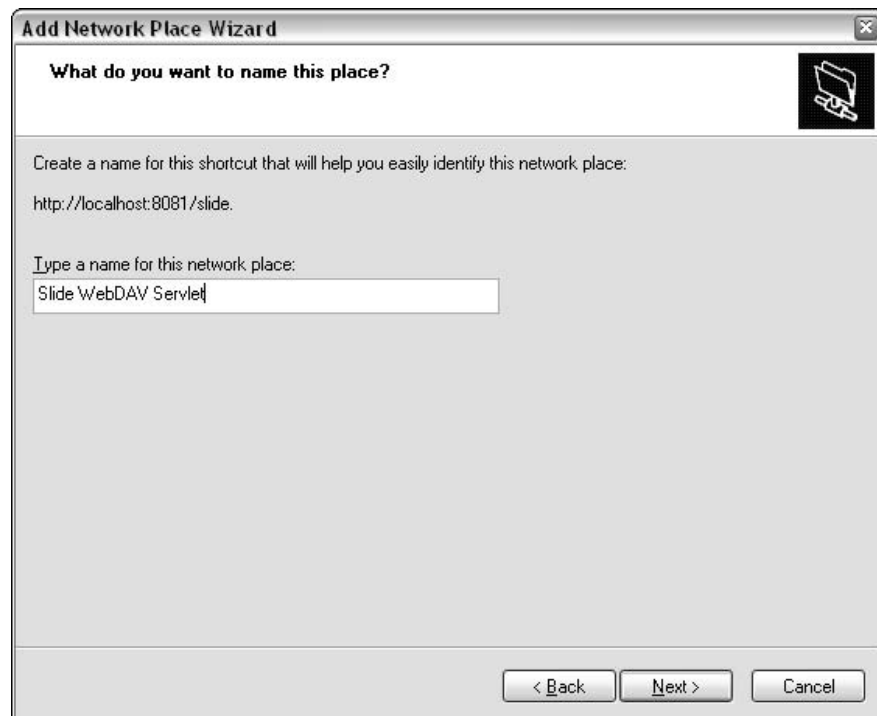 Add Network Place Wizard
What do you want to name this place?
Create a name for this shortcut that will help you easily identify this network place:
http://localhost:8081/slide.
Type a name for this network place:
Slide WebDAV Servlet
< Back
Next >
Cancel